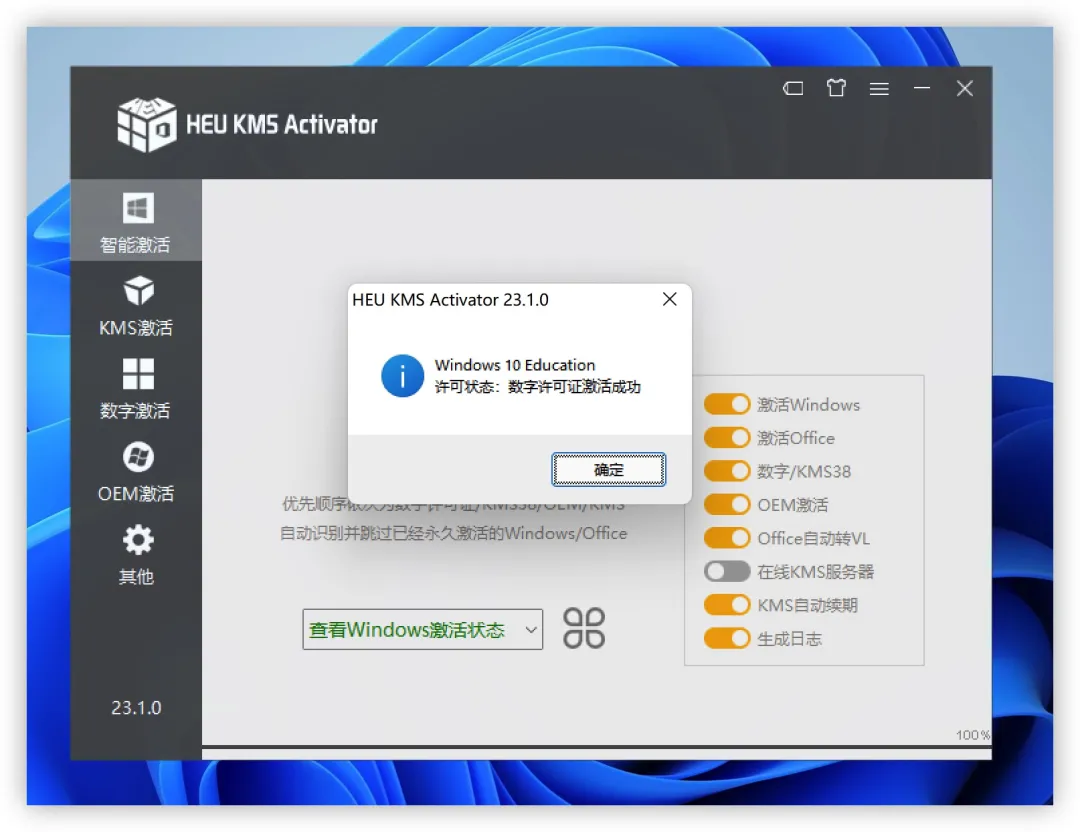 HEU KMS Activator
智能激活
KMS激活
数字激活
OEM激活
其他
23.1.0
HEU KMS Activator 23.1.0
Windows 10 Education
许可状态：数字许可证激活成功
确定
优先顺序依次为数字许可证/KMS38/OEM/KMS
自动识别并跳过已经永久激活的Windows/Office
查看Windows激活状态
激活Windows
激活Office
数字/KMS38
OEM激活
Office自动转VL
在线KMS服务器
KMS自动续期
生成日志
100%